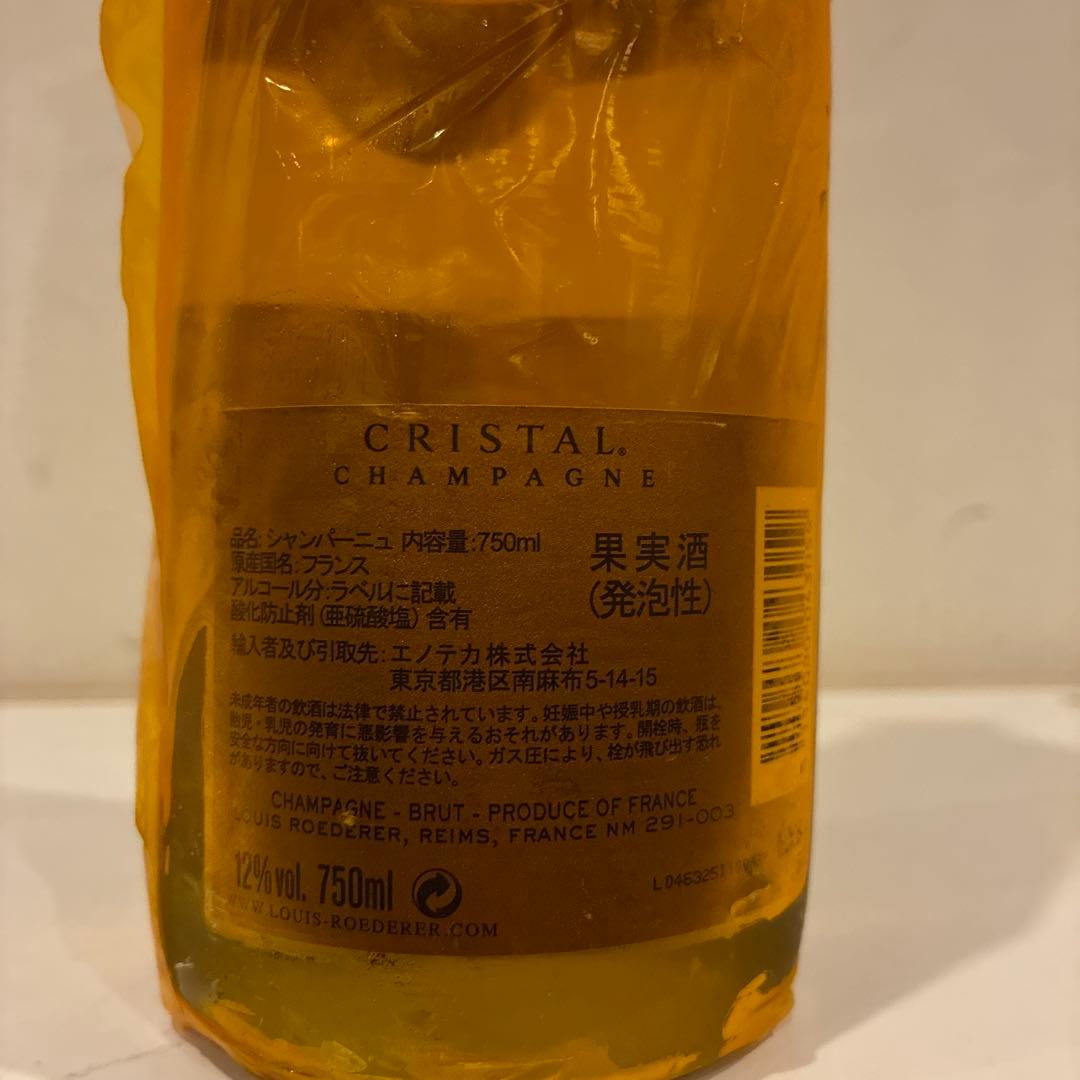 CRISTAL®
CHAMPAGNE
品名:シャンパーニュ 内容量:750ml
原産国名:フランス
アルコール分:ラベルに記載
酸化防止剤(亜硫酸塩)含有
果実酒
(発泡性)
輸入者及び引取先:エノテカ株式会社
東京都港区南麻布5-14-15
未成年者の飲酒は法律で禁止されています。妊娠中や授乳期の飲酒は、
胎児・乳児の発育に悪影響を与えるおそれがあります。開栓時、瓶を
安全な方向に向けて抜いてください。ガス圧により、栓が飛び出す恐れ
がありますので、ご注意ください。
CHAMPAGNE - BRUT - PRODUCE OF FRANCE
LOUIS ROEDERER, REIMS, FRANCE NM 291-003
12%vol. 750ml
WWW.LOUIS-ROEDERER.COM